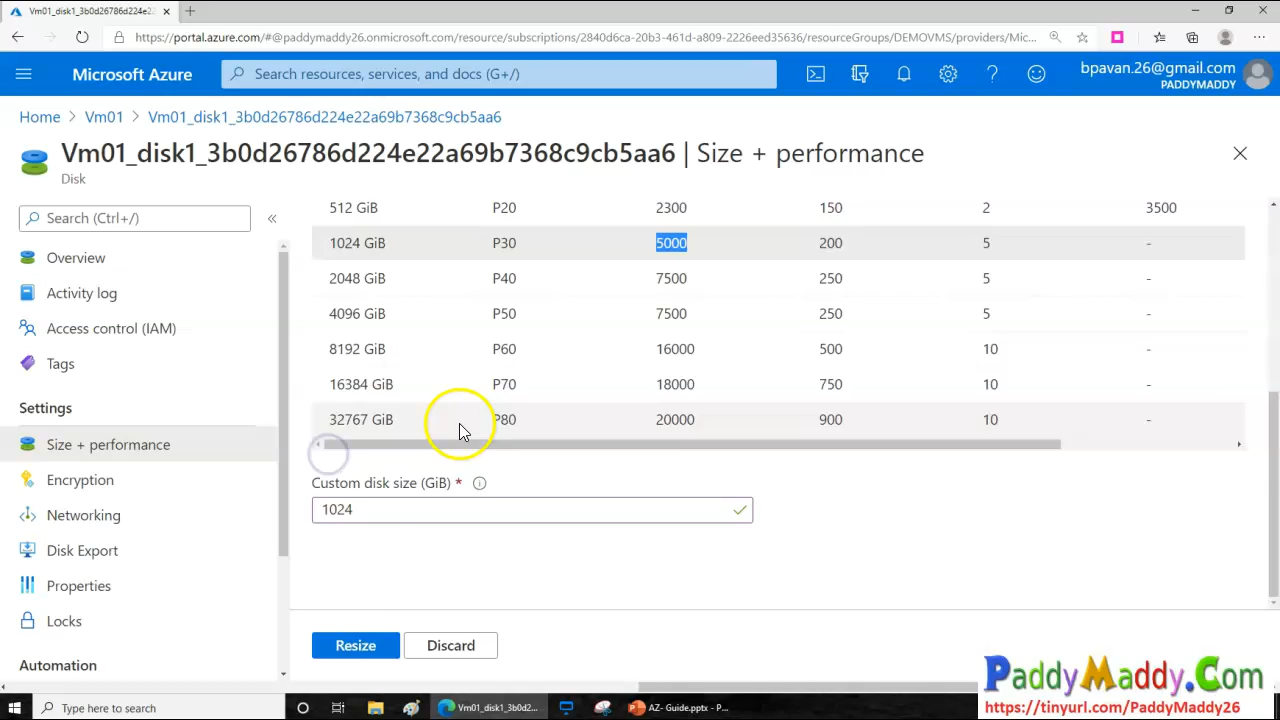 Vm01_disk1_3b0d26786d224e22a69b
https://portal.azure.com/#@paddymaddy26.onmicrosoft.com/resource/subscriptions/2840d6ca-20b3-461d-a809-2226eed35636/resourceGroups/DEMOVMS/providers/Mic...
Microsoft Azure
Search resources, services, and docs (G+/)
bpavan.26@gmail.com
PADDYMADDY
Home > Vm01 > Vm01_disk1_3b0d26786d224e22a69b7368c9cb5aa6
Vm01_disk1_3b0d26786d224e22a69b7368c9cb5aa6 | Size + performance
Disk
Search (Ctrl+/)
Overview
Activity log
Access control (IAM)
Tags
Settings
Size + performance
Encryption
Networking
Disk Export
Properties
Locks
Automation
512 GiB P20 2300 150 2 3500
1024 GiB P30 5000 200 5 -
2048 GiB P40 7500 250 5 -
4096 GiB P50 7500 250 5 -
8192 GiB P60 16000 500 10 -
16384 GiB P70 18000 750 10 -
32767 GiB P80 20000 900 10 -
Custom disk size (GiB) *
1024
Resize
Discard
PaddyMaddy.Com
https://tinyurl.com/PaddyMaddy26
Type here to search
Vm01_disk1_3b0d2...
AZ- Guide.pptx - P...